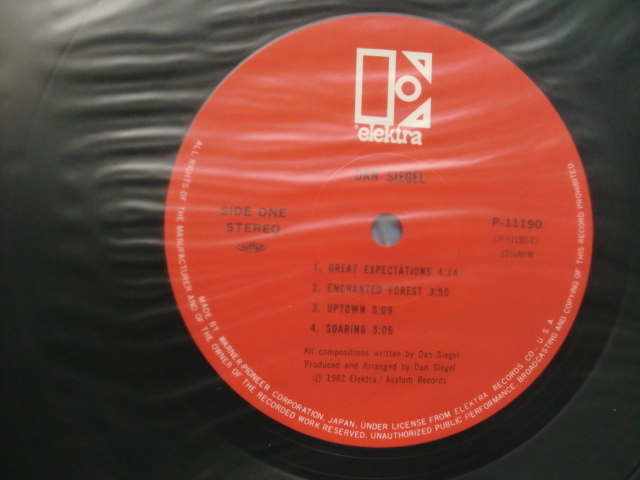 elektra
DAN SIEGEL
SIDE ONE
STEREO
P-11190
(P-11190-1)
33⅓RPM
1. GREAT EXPECTATIONS 4:14
2. ENCHANTED FOREST 3:50
3. UPTOWN 5:09
4. SOARING 5:06
All compositions written by Dan Siegel
Produced and Arranged by Dan Siegel
Ⓟ 1982 Elektra/Asylum Records
MADE BY WARNER-PIONEER CORPORATION, JAPAN, UNDER LICENSE FROM ELEKTRA RECORDS CO., U.S.A.
ALL RIGHTS OF THE MANUFACTURER AND OF THE OWNER OF THE RECORDED WORK RESERVED. UNAUTHORIZED PUBLIC PERFORMANCE, BROADCASTING AND COPYING OF THIS RECORD PROHIBITED.